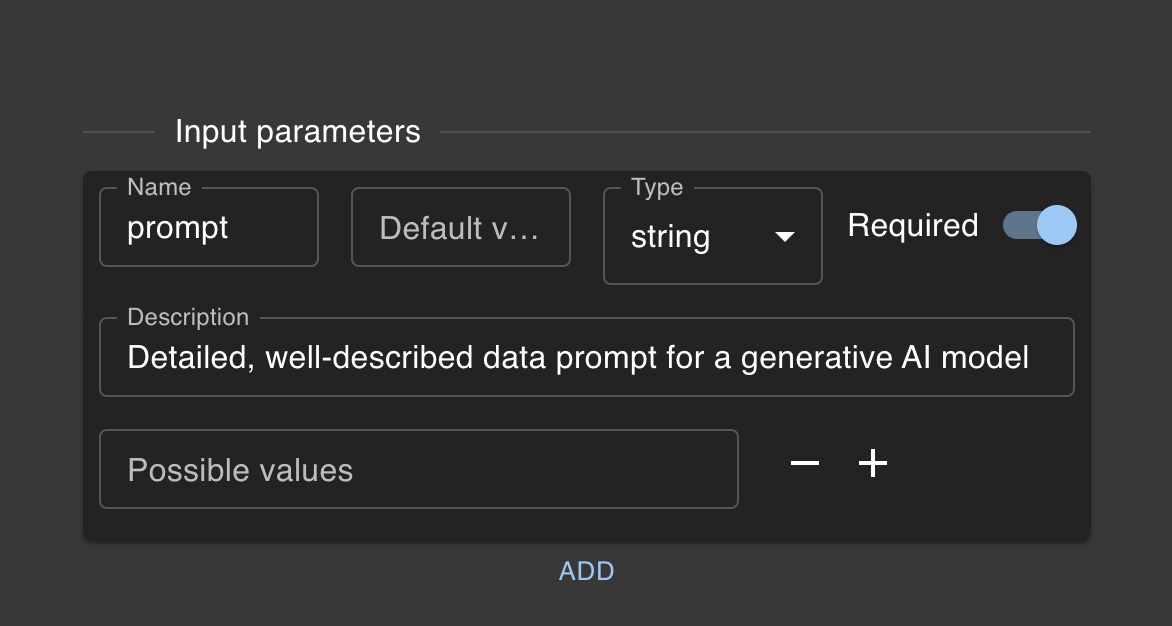 Input parameters
Name
prompt
Default v...
Type
string
Required
Description
Detailed, well-described data prompt for a generative AI model
Possible values
ADD